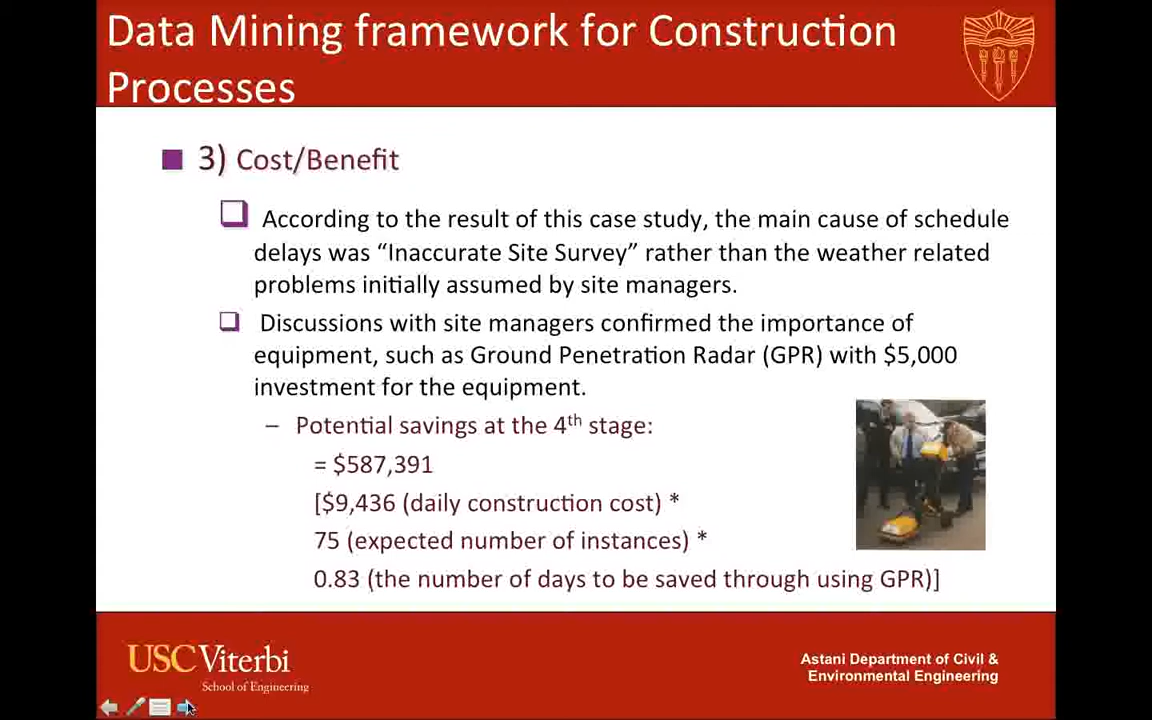 Data Mining framework for Construction
Processes
3) Cost/Benefit
According to the result of this case study, the main cause of schedule
delays was “Inaccurate Site Survey” rather than the weather related
problems initially assumed by site managers.
Discussions with site managers confirmed the importance of
equipment, such as Ground Penetration Radar (GPR) with $5,000
investment for the equipment.
– Potential savings at the 4th stage:
= $587,391
[$9,436 (daily construction cost) *
75 (expected number of instances) *
0.83 (the number of days to be saved through using GPR)]
USC Viterbi
School of Engineering
Astani Department of Civil &
Environmental Engineering